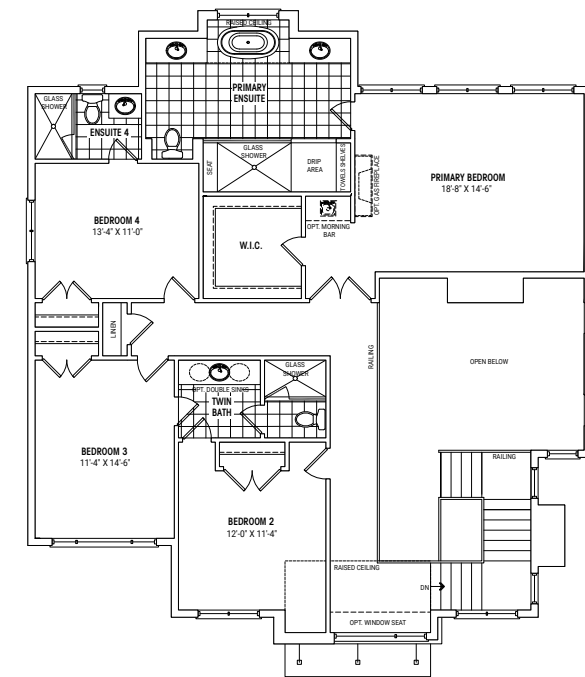 RAISED CEILING
PRIMARY
ENSUITE
GLASS
SHOWER
ENSUITE 4
SEAT
GLASS
SHOWER
DRIP
AREA
TOWELS SHELVES
OPT. GAS FIREPLACE
PRIMARY BEDROOM
18'-8" X 14'-6"
BEDROOM 4
13'-4" X 11'-0"
W.I.C.
OPT. MORNING
BAR
LINEN
RAILING
OPEN BELOW
GLASS
SHOWER
OPT. DOUBLE SINKS
TWIN
BATH
BEDROOM 3
11'-4" X 14'-6"
RAILING
BEDROOM 2
12'-0" X 11'-4"
RAISED CEILING
DN
OPT. WINDOW SEAT